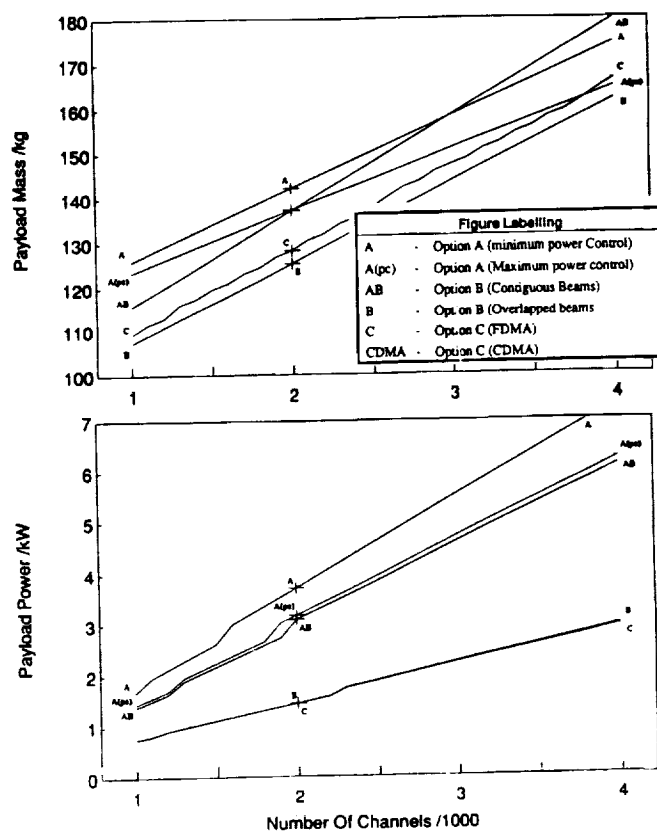 180
170
160
150
140
130
120
110
100
Payload Mass /kg
AB
A
C
A(pc)
B
A
C
B
A
A(pc)
AB
C
B
Figure Labelling
A - Option A (minimum power Control)
A(pc) - Option A (Maximum power control)
AB - Option B (Contiguous Beams)
B - Option B (Overlapped beams
C - Option C (FDMA)
CDMA - Option C (CDMA)
1 2 3 4
7
6
5
4
3
2
1
0
Payload Power /kW
A
A(pc)
AB
A
A(pc)
AB
B
C
A
A(pc)
AB
B
C
1 2 3 4
Number Of Channels /1000